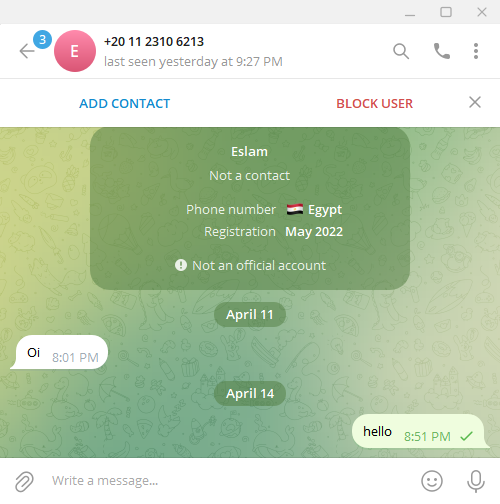 3
E
+20 11 2310 6213
last seen yesterday at 9:27 PM
ADD CONTACT BLOCK USER
Eslam
Not a contact
Phone number 🇪🇬 Egypt
Registration May 2022
Not an official account
April 11
Oi 8:01 PM
April 14
hello 8:51 PM
Write a message...